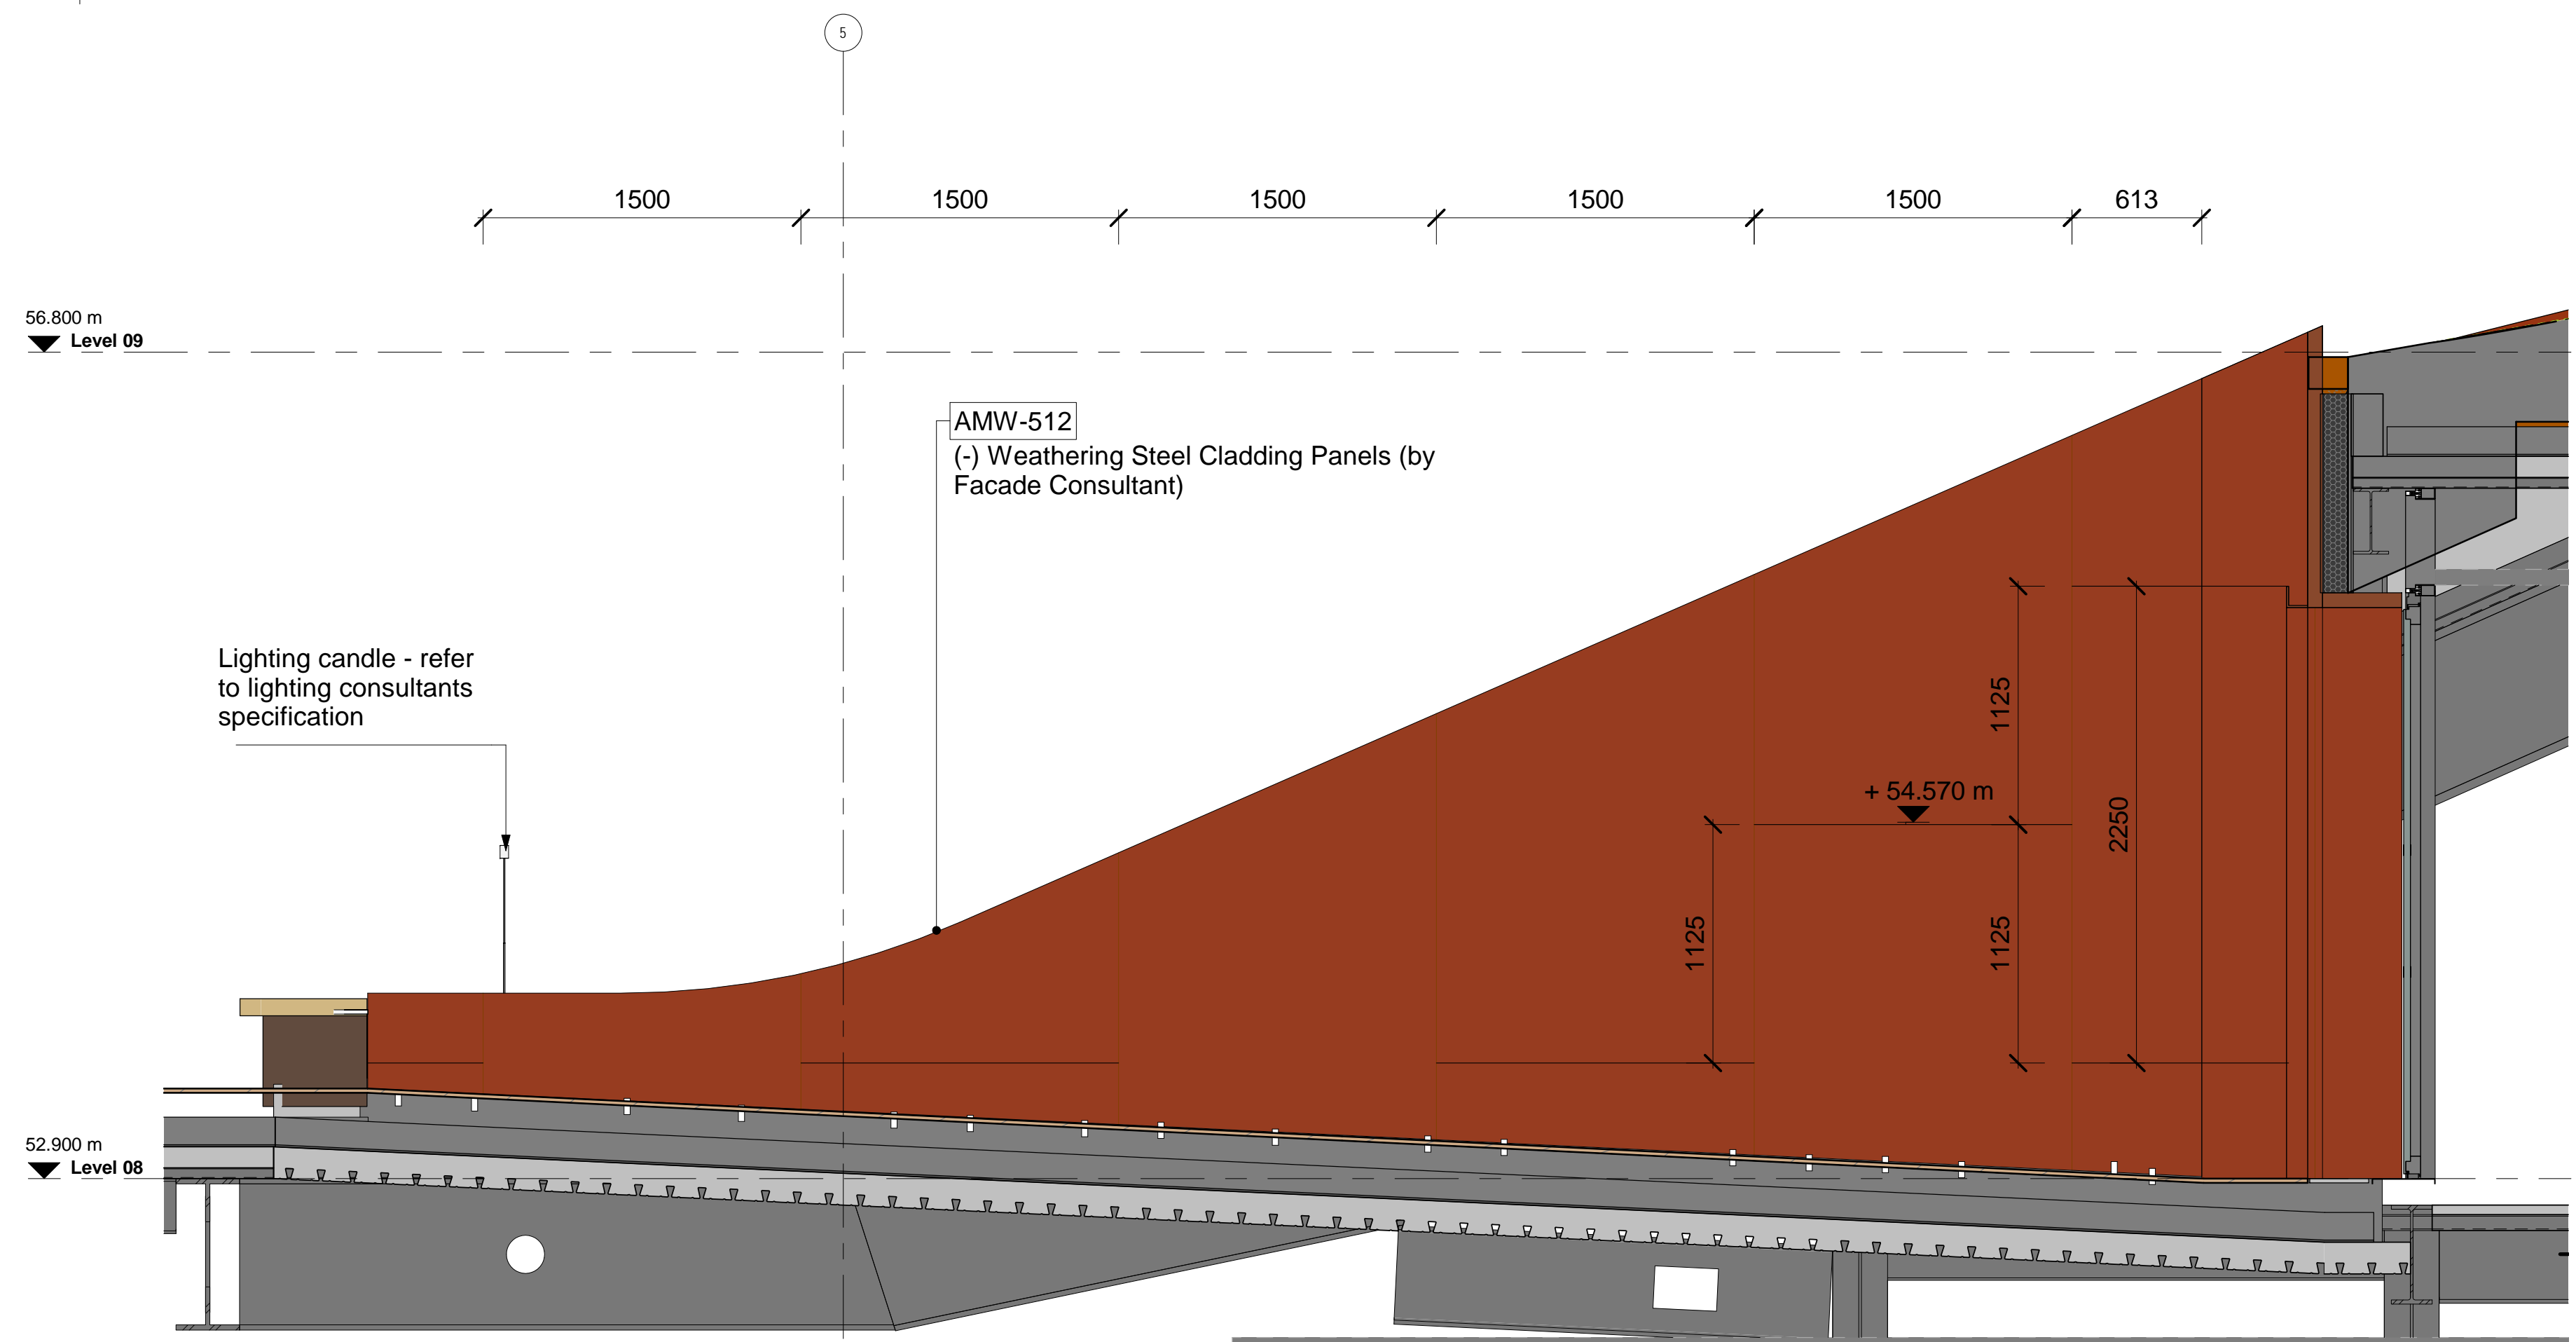 5
1500
1500
1500
1500
1500
613
56.800 m
Level 09
AMW-512
(-) Weathering Steel Cladding Panels (by
Facade Consultant)
Lighting candle - refer
to lighting consultants
specification
1125
+ 54.570 m
2250
1125
1125
52.900 m
Level 08